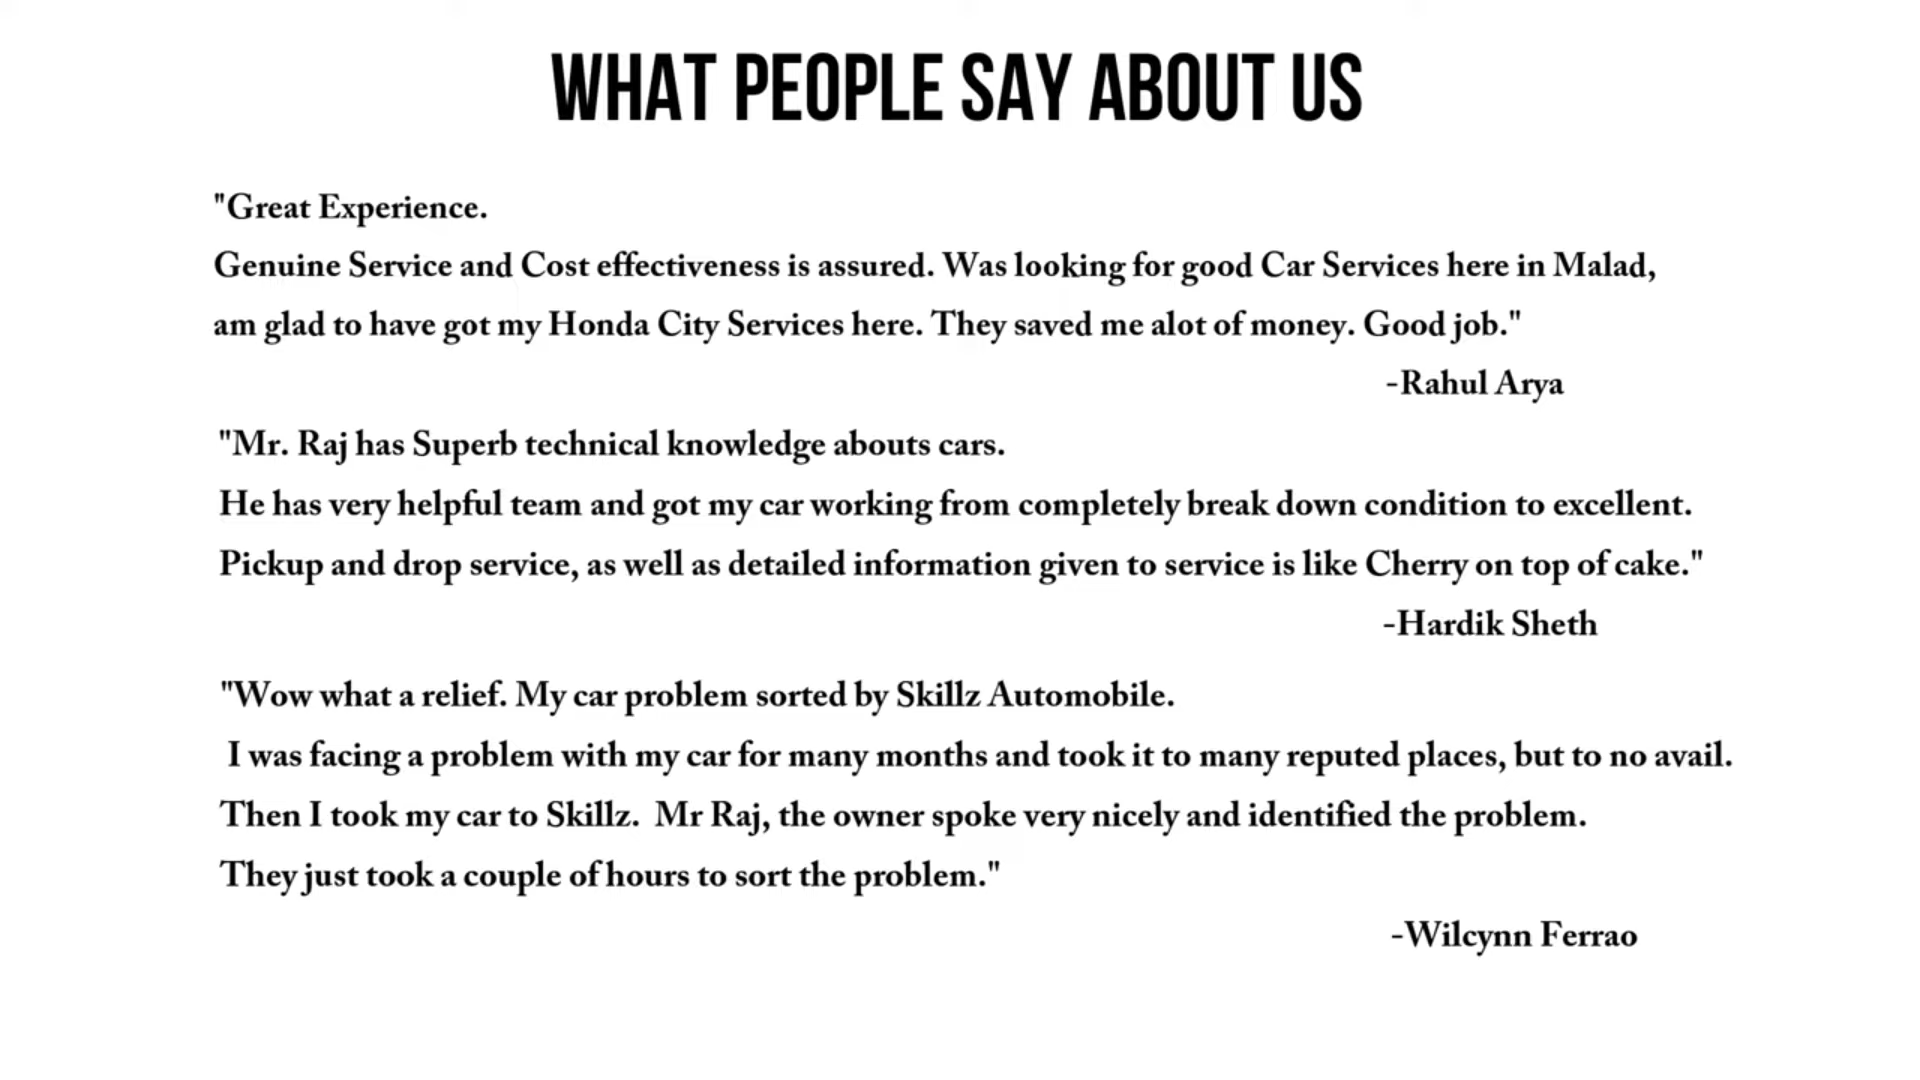 WHAT PEOPLE SAY ABOUT US
"Great Experience.
Genuine Service and Cost effectiveness is assured. Was looking for good Car Services here in Malad,
am glad to have got my Honda City Services here. They saved me alot of money. Good job."
-Rahul Arya
"Mr. Raj has Superb technical knowledge abouts cars.
He has very helpful team and got my car working from completely break down condition to excellent.
Pickup and drop service, as well as detailed information given to service is like Cherry on top of cake."
-Hardik Sheth
"Wow what a relief. My car problem sorted by Skillz Automobile.
I was facing a problem with my car for many months and took it to many reputed places, but to no avail.
Then I took my car to Skillz.  Mr Raj, the owner spoke very nicely and identified the problem.
They just took a couple of hours to sort the problem."
-Wilcynn Ferrao